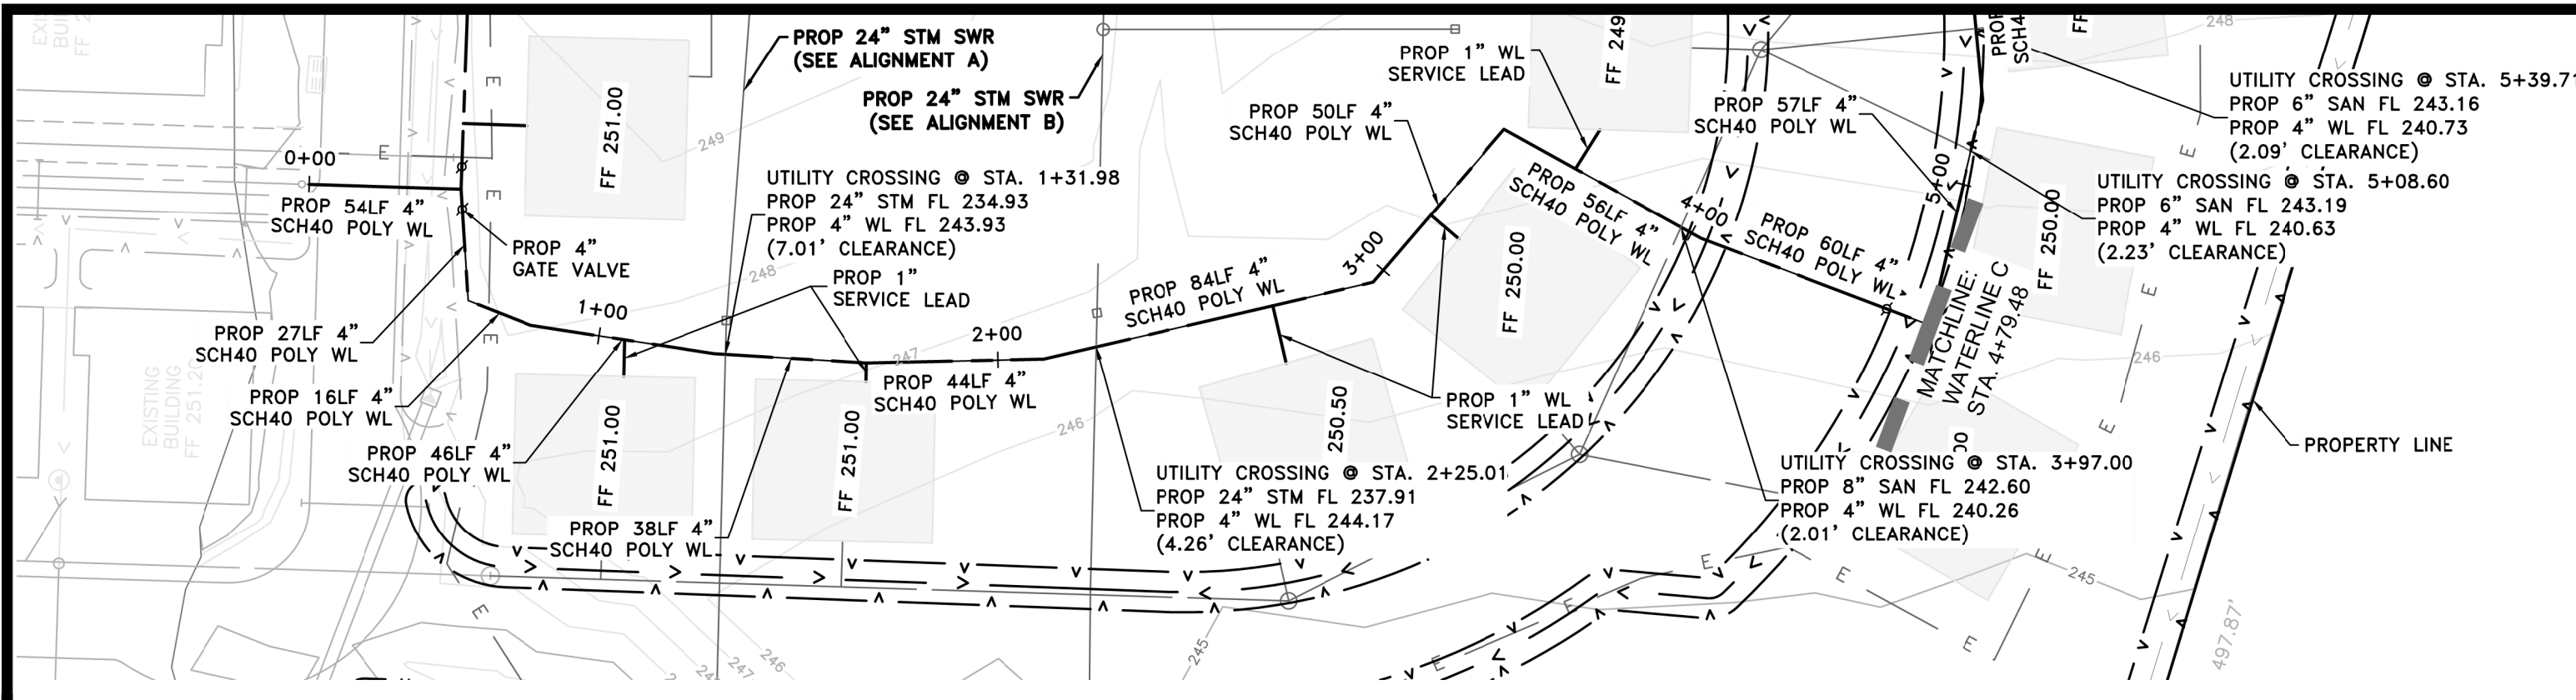 PROP 24” STM SWR
(SEE ALIGNMENT A)
PROP 24” STM SWR
(SEE ALIGNMENT B)
PROP 1” WL
SERVICE LEAD
FF 249
PROP 50LF 4”
SCH40 POLY WL
PROP 57LF 4”
SCH40 POLY WL
SCH4
FF
248
UTILITY CROSSING @ STA. 5+39.71
PROP 6” SAN FL 243.16
PROP 4” WL FL 240.73
(2.09’ CLEARANCE)
UTILITY CROSSING @ STA. 5+08.60
PROP 6” SAN FL 243.19
PROP 4” WL FL 240.63
(2.23’ CLEARANCE)
0+00
E
E
E
FF 251.00
249
PROP 54LF 4”
SCH40 POLY WL
PROP 4”
GATE VALVE
UTILITY CROSSING @ STA. 1+31.98
PROP 24” STM FL 234.93
PROP 4” WL FL 243.93
(7.01’ CLEARANCE)
248
PROP 1”
SERVICE LEAD
PROP 84LF 4”
SCH40 POLY WL
3+00
FF 250.00
PROP 56LF 4”
SCH40 POLY WL
4+00
PROP 60LF 4”
SCH40 POLY WL
5+00
FF 250.00
E
E
MATCHLINE:
WATERLINE C
STA. 4+79.48
246
PROP 27LF 4”
SCH40 POLY WL
1+00
E
2+00
247
PROP 16LF 4”
SCH40 POLY WL
PROP 44LF 4”
SCH40 POLY WL
PROP 1” WL
SERVICE LEAD
EXISTING
BUILDING
FF 251.20
PROP 46LF 4”
SCH40 POLY WL
FF 251.00
FF 251.00
250.50
246
E
PROPERTY LINE
PROP 38LF 4”
SCH40 POLY WL
UTILITY CROSSING @ STA. 2+25.01
PROP 24” STM FL 237.91
PROP 4” WL FL 244.17
(4.26’ CLEARANCE)
UTILITY CROSSING @ STA. 3+97.00
PROP 8” SAN FL 242.60
PROP 4” WL FL 240.26
(2.01’ CLEARANCE)
00
E
E
E
E
E
E
E
245
245
246
247
497.87’